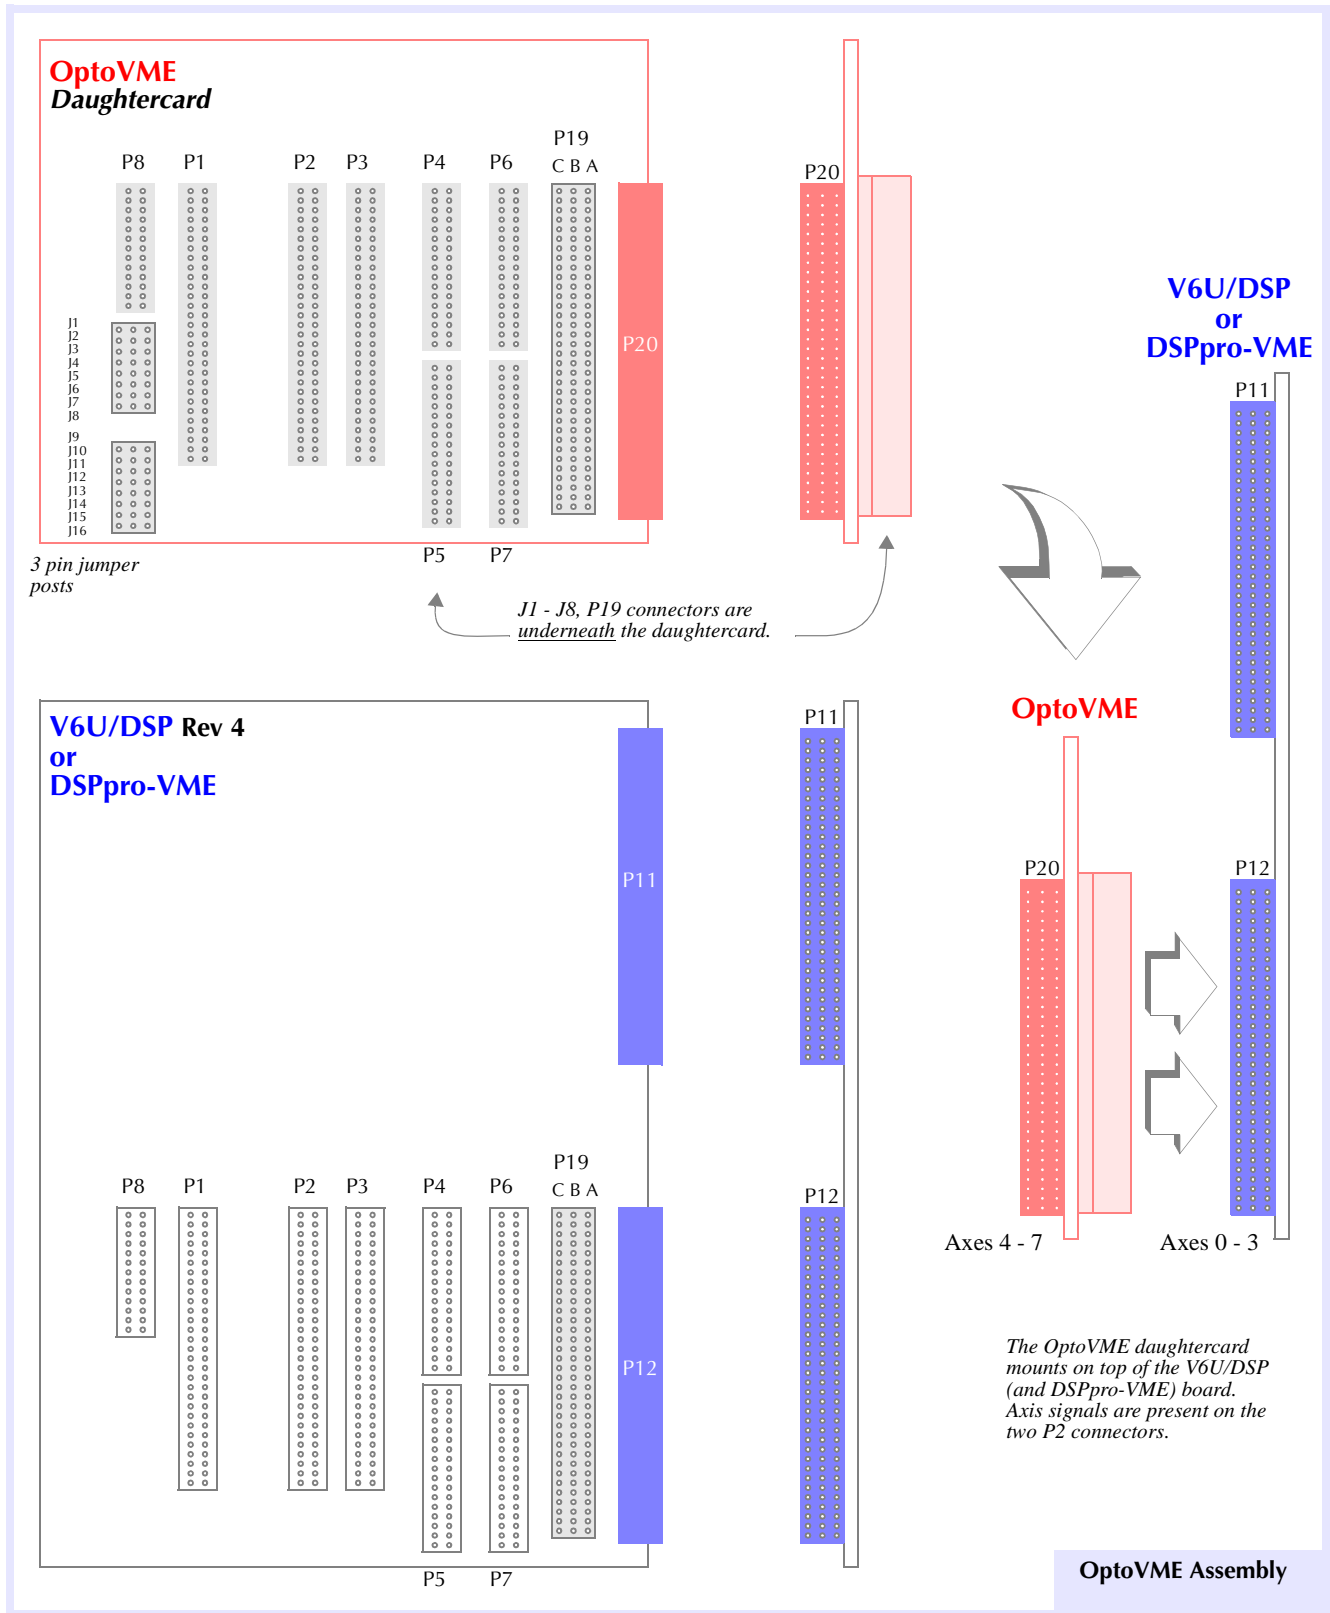 OptoVME
Daughtercard
P19
P8 P1 P2 P3 P4 P6
C B A
P20
J1
J2
J3
J4
J5
J6
J7
J8
J9
J10
J11
J12
J13
J14
J15
J16
3 pin jumper
posts
P5 P7
J1 - J8, P19 connectors are
underneath the daughtercard.
P20
V6U/DSP
or
DSPpro-VME
P11
V6U/DSP Rev 4
or
DSPpro-VME
P11
P19
P8 P1 P2 P3 P4 P6
C B A
P12
P5 P7
P11
P12
OptoVME
P20
P12
Axes 4 - 7
Axes 0 - 3
The OptoVME daughtercard
mounts on top of the V6U/DSP
(and DSPpro-VME) board.
Axis signals are present on the
two P2 connectors.
OptoVME Assembly